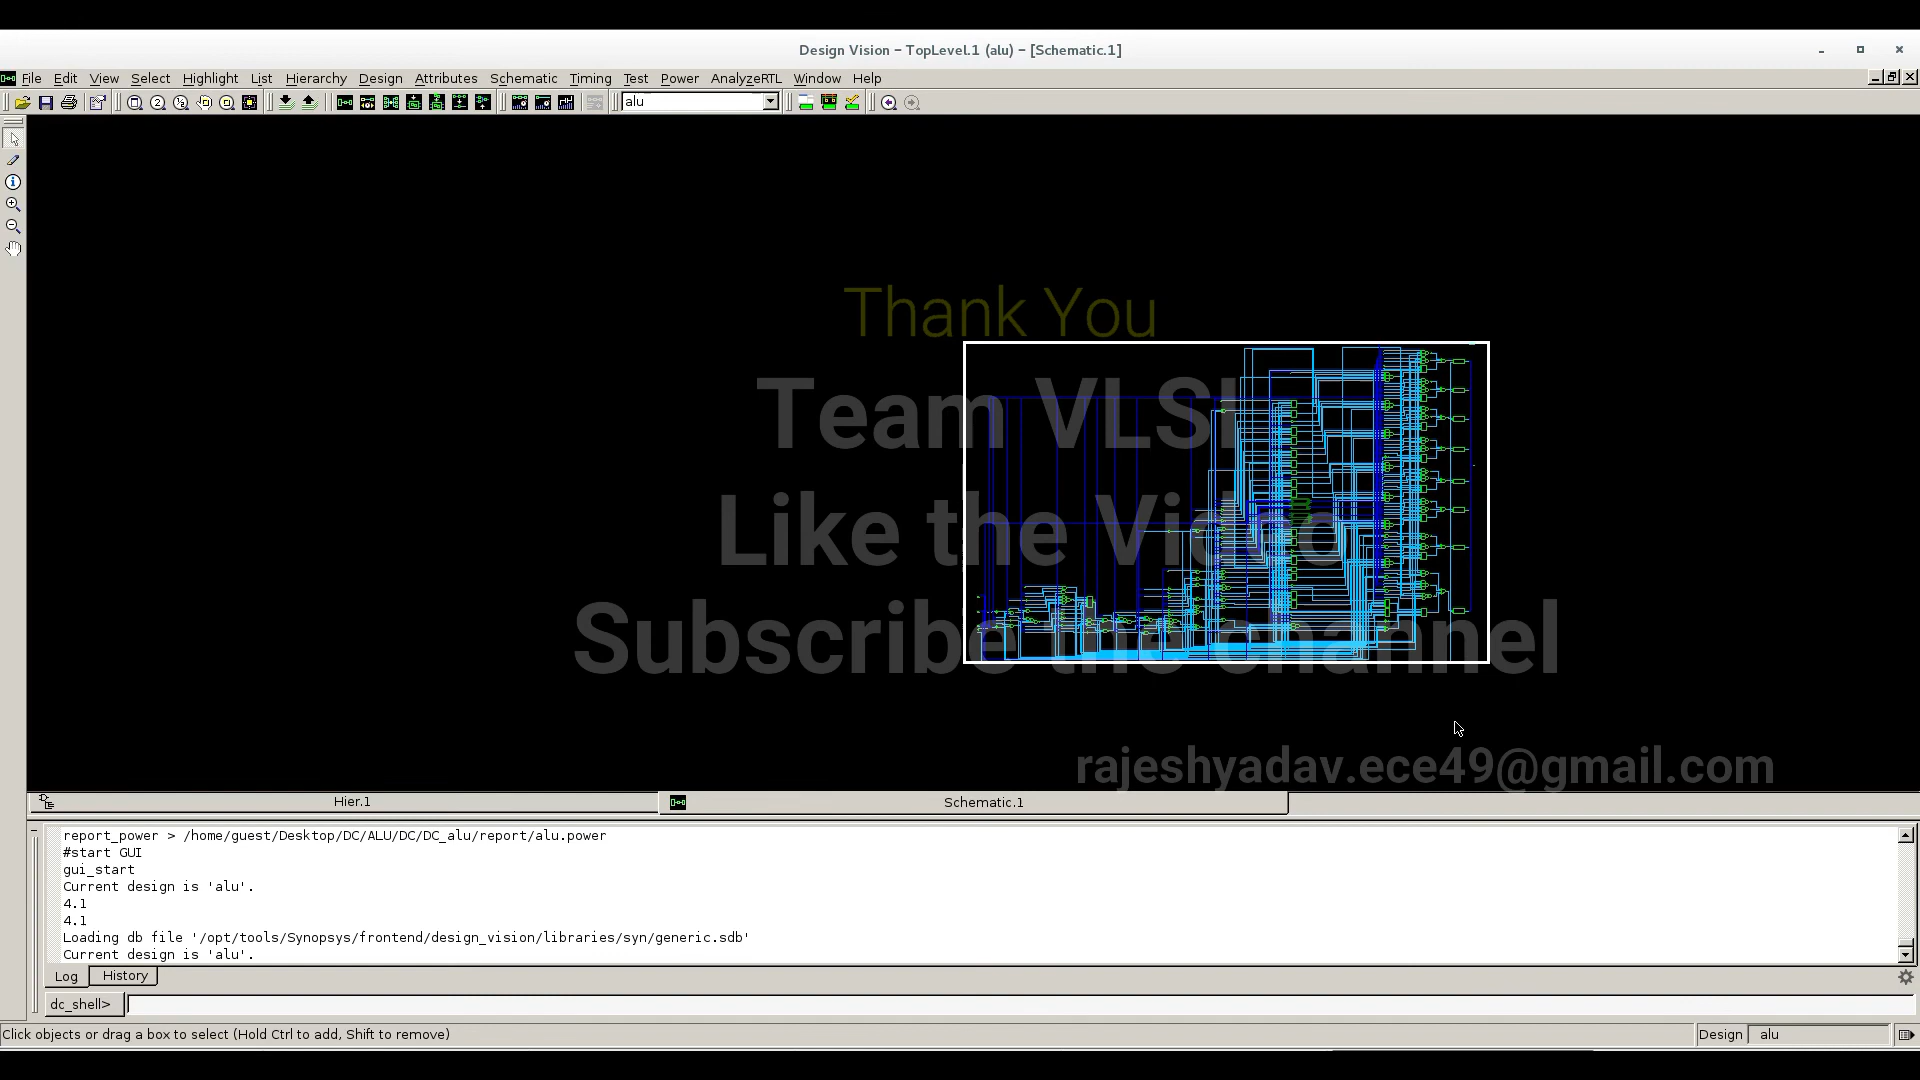 Design Vision – TopLevel.1 (alu) – [Schematic.1]
File Edit View Select Highlight List Hierarchy Design Attributes Schematic Timing Test Power AnalyzeRTL Window Help
alu
Thank You
Team VLSI
Like the Video
Subscribe the channel
rajeshyadav.ece49@gmail.com
Hier.1 Schematic.1
report_power > /home/guest/Desktop/DC/ALU/DC/DC_alu/report/alu.power
#start GUI
gui_start
Current design is 'alu'.
4.1
4.1
Loading db file '/opt/tools/Synopsys/frontend/design_vision/libraries/syn/generic.sdb'
Current design is 'alu'.
Log History
dc_shell>
Click objects or drag a box to select (Hold Ctrl to add, Shift to remove) Design alu